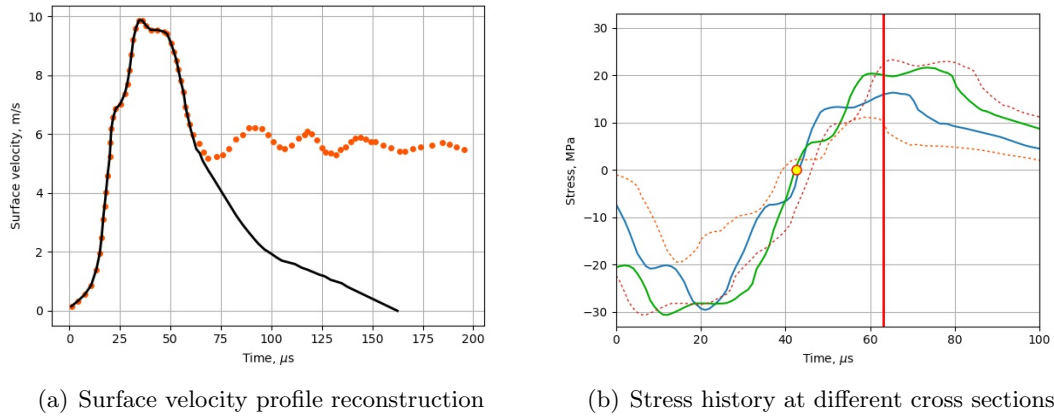 10
8
6
4
2
0
Surface velocity, m/s
0 25 50 75 100 125 150 175 200
Time, μs
(a) Surface velocity profile reconstruction
30
20
10
0
−10
−20
−30
Stress, MPa
0 20 40 60 80 100
Time, μs
(b) Stress history at different cross sections